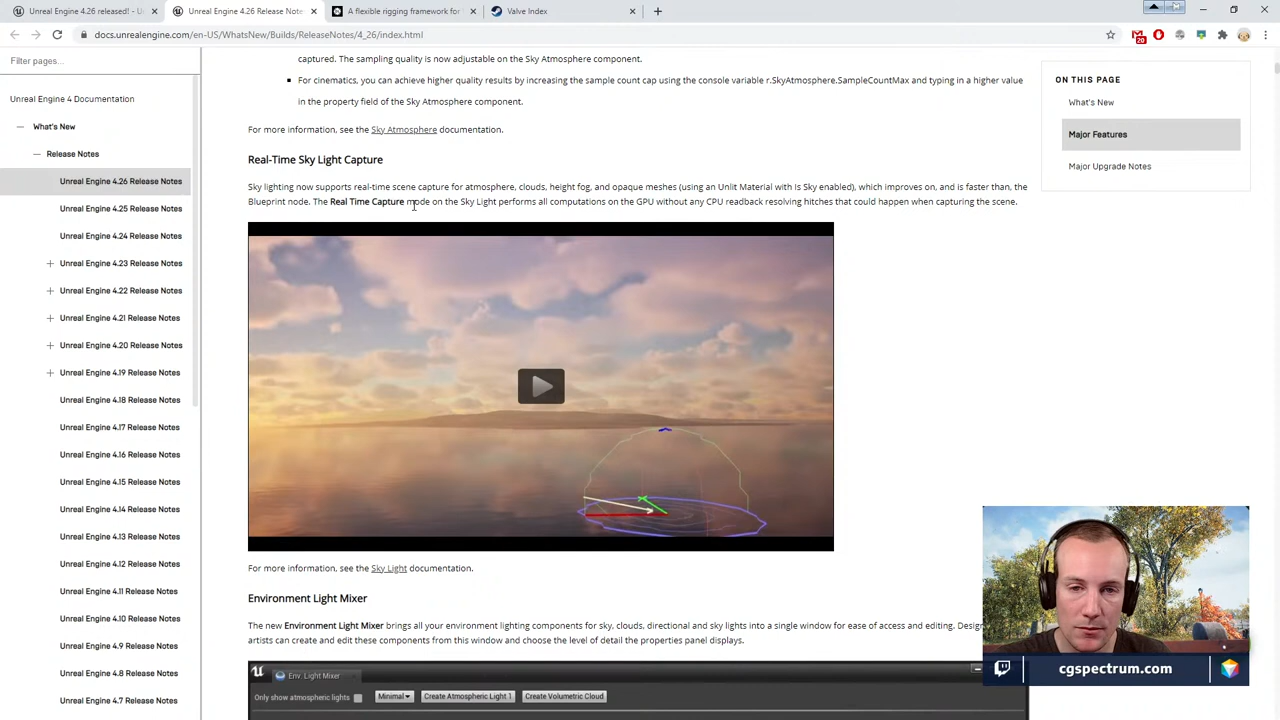 Unreal Engine 4.26 released! - U
Unreal Engine 4.26 Release Note
A flexible rigging framework for
Valve Index
docs.unrealengine.com/en-US/WhatsNew/Builds/ReleaseNotes/4_26/index.html
20
Filter pages...
Unreal Engine 4 Documentation
What's New
Release Notes
Unreal Engine 4.26 Release Notes
Unreal Engine 4.25 Release Notes
Unreal Engine 4.24 Release Notes
Unreal Engine 4.23 Release Notes
Unreal Engine 4.22 Release Notes
Unreal Engine 4.21 Release Notes
Unreal Engine 4.20 Release Notes
Unreal Engine 4.19 Release Notes
Unreal Engine 4.18 Release Notes
Unreal Engine 4.17 Release Notes
Unreal Engine 4.16 Release Notes
Unreal Engine 4.15 Release Notes
Unreal Engine 4.14 Release Notes
Unreal Engine 4.13 Release Notes
Unreal Engine 4.12 Release Notes
Unreal Engine 4.11 Release Notes
Unreal Engine 4.10 Release Notes
Unreal Engine 4.9 Release Notes
Unreal Engine 4.8 Release Notes
Unreal Engine 4.7 Release Notes
captured. The sampling quality is now adjustable on the Sky Atmosphere component.
For cinematics, you can achieve higher quality results by increasing the sample count cap using the console variable r.SkyAtmosphere.SampleCountMax and typing in a higher value
in the property field of the Sky Atmosphere component.
For more information, see the Sky Atmosphere documentation.
Real-Time Sky Light Capture
Sky lighting now supports real-time scene capture for atmosphere, clouds, height fog, and opaque meshes (using an Unlit Material with Is Sky enabled), which improves on, and is faster than, the
Blueprint node. The Real Time Capture mode on the Sky Light performs all computations on the GPU without any CPU readback resolving hitches that could happen when capturing the scene.
For more information, see the Sky Light documentation.
Environment Light Mixer
The new Environment Light Mixer brings all your environment lighting components for sky, clouds, directional and sky lights into a single window for ease of access and editing. Design
artists can create and edit these components from this window and choose the level of detail the properties panel displays.
Env. Light Mixer
Only show atmospheric lights
Minimal
Create Atmospheric Light 1
Create Volumetric Cloud
ON THIS PAGE
What's New
Major Features
Major Upgrade Notes
cgspectrum.com